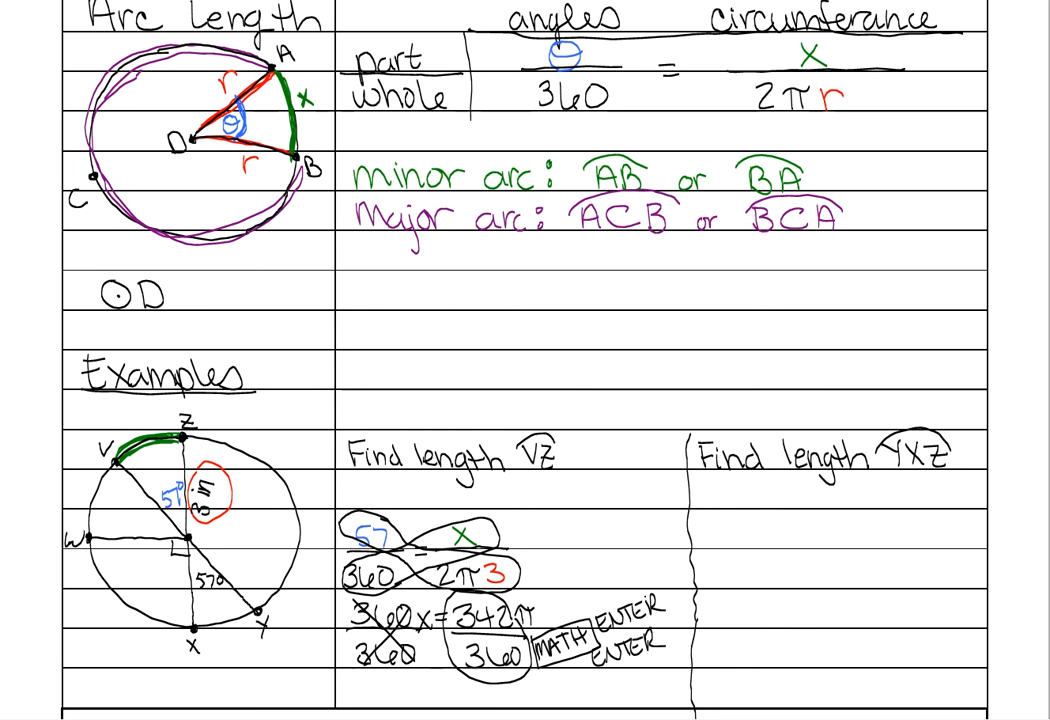 Arc Length
angles circumferance
A
part Θ = x
whole 360 2πr
r
x
Θ
D
r
B
C
minor arc: AB or BA
Major arc: ACB or BCA
⊙D
Examples
Z
V
57°
3 in
W
57°
Y
X
Find length VZ
57 = x
360 2π3
360x = 342π
360 360
MATH ENTER
ENTER
Find length YXZ